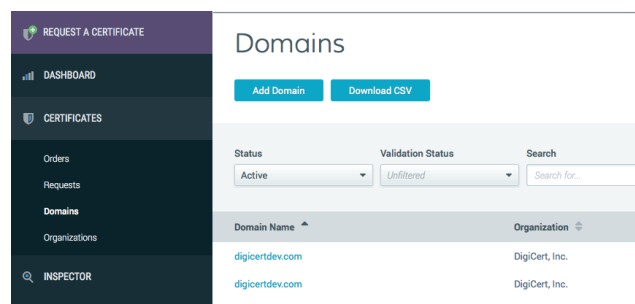 REQUEST A CERTIFICATE
DASHBOARD
CERTIFICATES
Orders
Requests
Domains
Organizations
INSPECTOR
Domains
Add Domain Download CSV
Status Validation Status Search
Active Unfiltered Search for...
Domain Name Organization
digicertdev.com DigiCert, Inc.
digicertdev.com DigiCert, Inc.